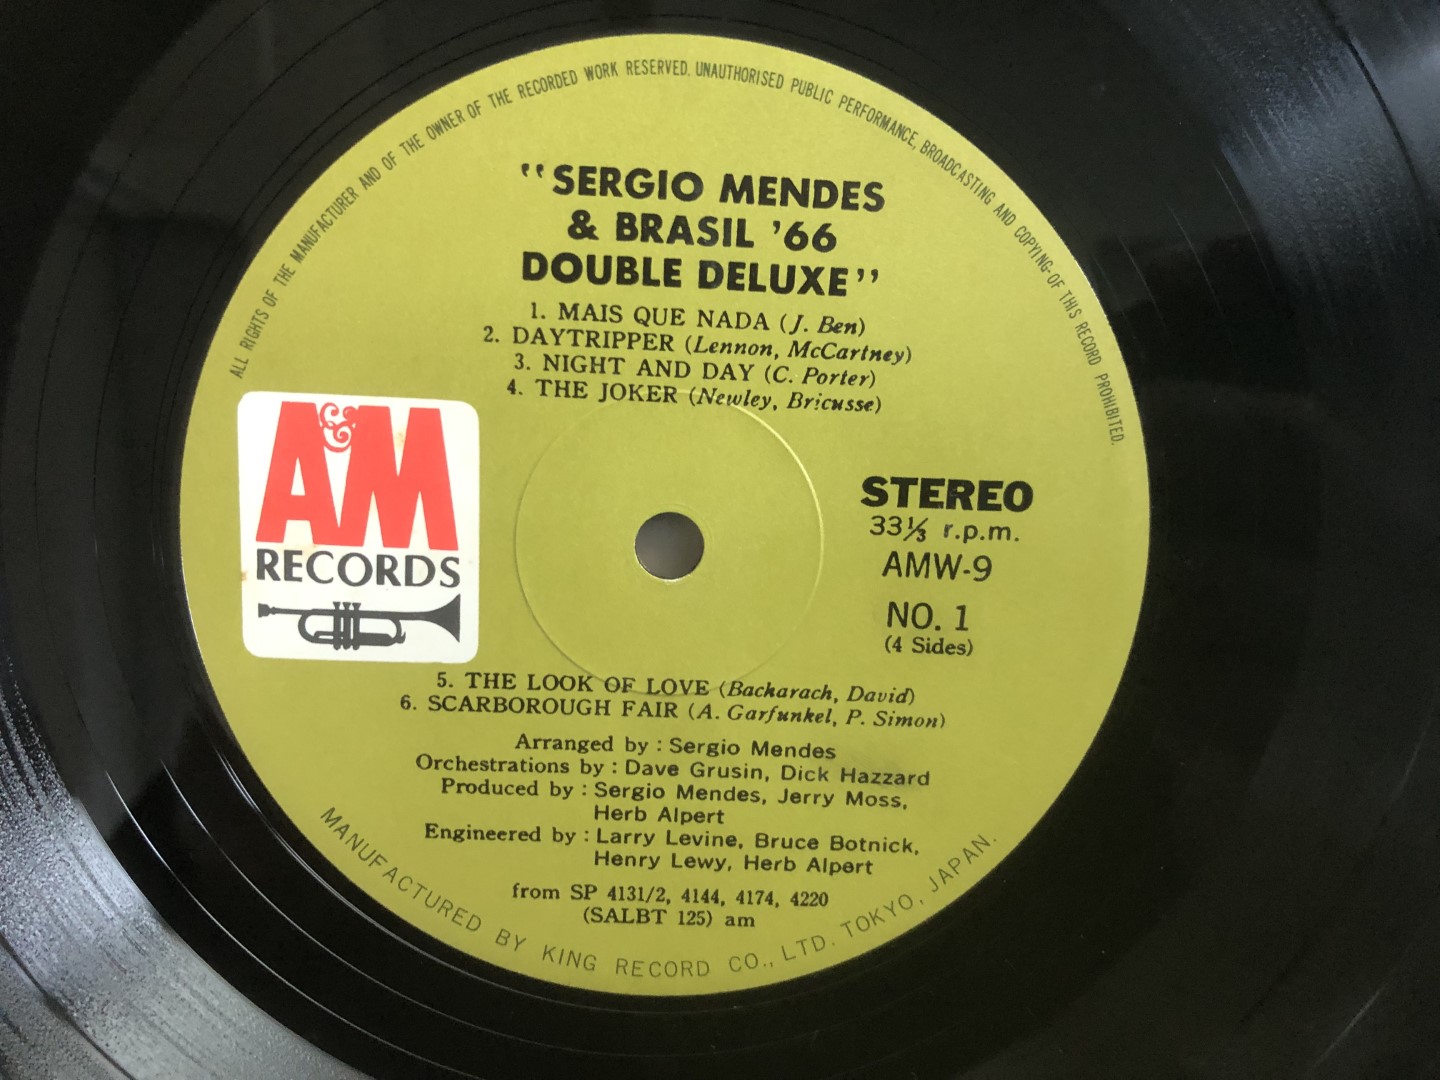 ALL RIGHTS OF THE MANUFACTURER AND OF THE OWNER OF THE RECORDED WORK RESERVED. UNAUTHORISED PUBLIC PERFORMANCE, BROADCASTING AND COPYING OF THIS RECORD PROHIBITED.
"SERGIO MENDES
& BRASIL '66
DOUBLE DELUXE"
1. MAIS QUE NADA (J. Ben)
2. DAYTRIPPER (Lennon, McCartney)
3. NIGHT AND DAY (C. Porter)
4. THE JOKER (Newley, Bricusse)
A&M
RECORDS
STEREO
33⅓ r.p.m.
AMW-9
NO. 1
(4 Sides)
5. THE LOOK OF LOVE (Backarach, David)
6. SCARBOROUGH FAIR (A. Garfunkel, P. Simon)
Arranged by : Sergio Mendes
Orchestrations by : Dave Grusin, Dick Hazzard
Produced by : Sergio Mendes, Jerry Moss,
Herb Alpert
Engineered by : Larry Levine, Bruce Botnick,
Henry Lewy, Herb Alpert
from SP 4131/2, 4144, 4174, 4220
(SALBT 125) am
MANUFACTURED BY KING RECORD CO., LTD. TOKYO, JAPAN.